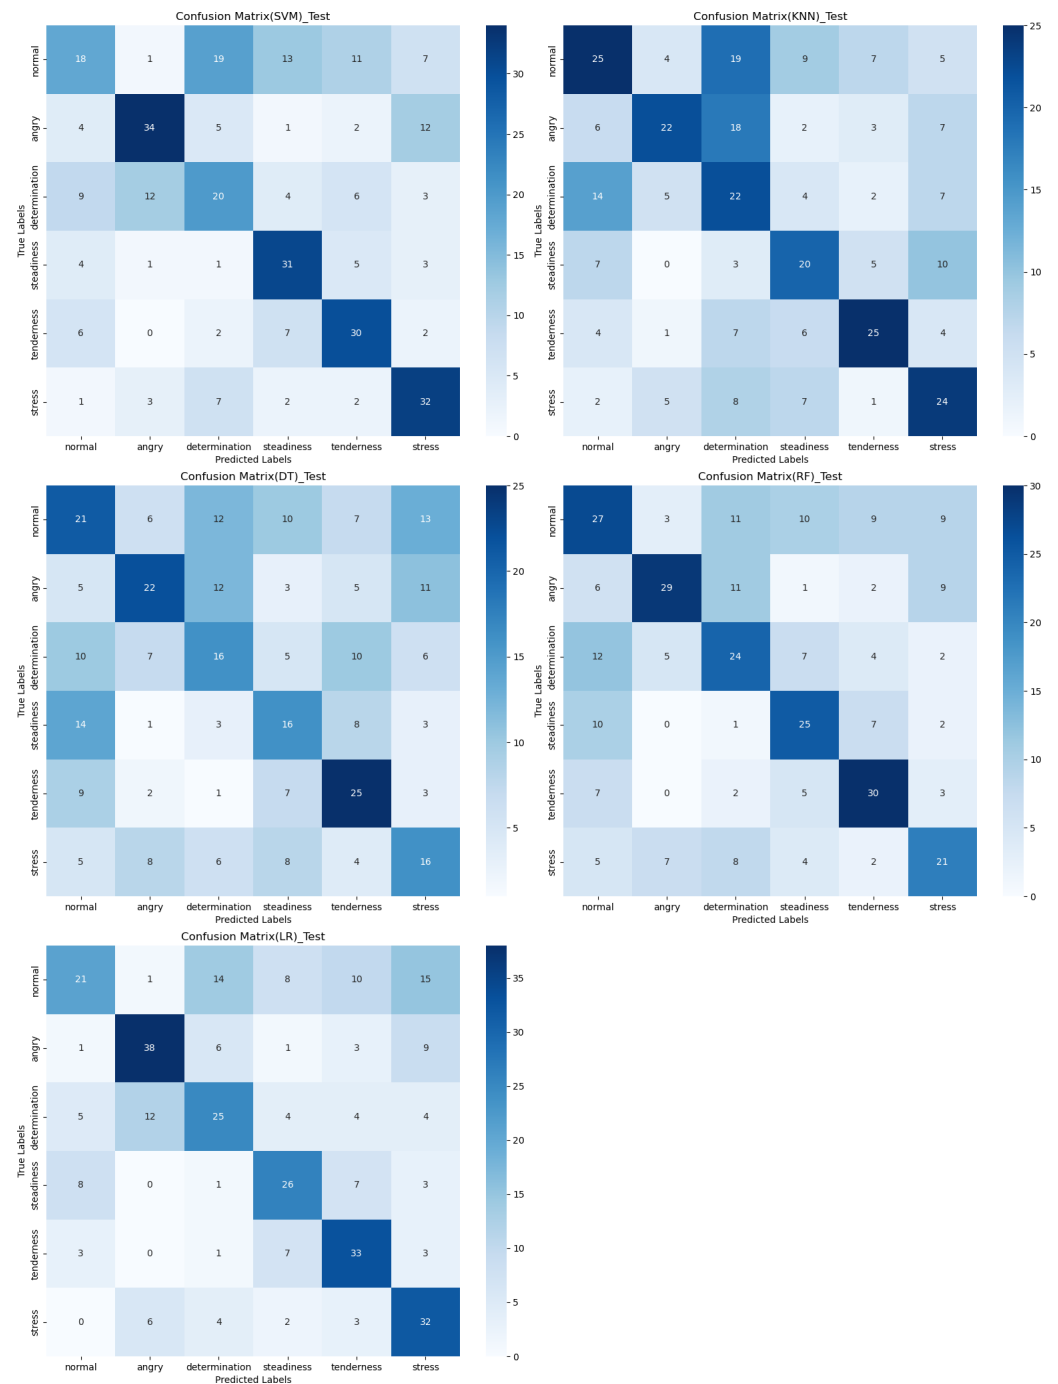 Confusion Matrix(SVM)_Test
True Labels
normal
angry
determination
steadiness
tenderness
stress
18 1 19 13 11 7
4 34 5 1 2 12
9 12 20 4 6 3
4 1 1 31 5 3
6 0 2 7 30 2
1 3 7 2 2 32
normal angry determination steadiness tenderness stress
Predicted Labels
30
25
20
15
10
5
0
Confusion Matrix(KNN)_Test
True Labels
normal
angry
determination
steadiness
tenderness
stress
25 4 19 9 7 5
6 22 18 2 3 7
14 5 22 4 2 7
7 0 3 20 5 10
4 1 7 6 25 4
2 5 8 7 1 24
normal angry determination steadiness tenderness stress
Predicted Labels
25
20
15
10
5
0
Confusion Matrix(DT)_Test
True Labels
normal
angry
determination
steadiness
tenderness
stress
21 6 12 10 7 13
5 22 12 3 5 11
10 7 16 5 10 6
14 1 3 16 8 3
9 2 1 7 25 3
5 8 6 8 4 16
normal angry determination steadiness tenderness stress
Predicted Labels
25
20
15
10
5
Confusion Matrix(RF)_Test
True Labels
normal
angry
determination
steadiness
tenderness
stress
27 3 11 10 9 9
6 29 11 1 2 9
12 5 24 7 4 2
10 0 1 25 7 2
7 0 2 5 30 3
5 7 8 4 2 21
normal angry determination steadiness tenderness stress
Predicted Labels
30
25
20
15
10
5
0
Confusion Matrix(LR)_Test
True Labels
normal
angry
determination
steadiness
tenderness
stress
21 1 14 8 10 15
1 38 6 1 3 9
5 12 25 4 4 4
8 0 1 26 7 3
3 0 1 7 33 3
0 6 4 2 3 32
normal angry determination steadiness tenderness stress
Predicted Labels
35
30
25
20
15
10
5
0